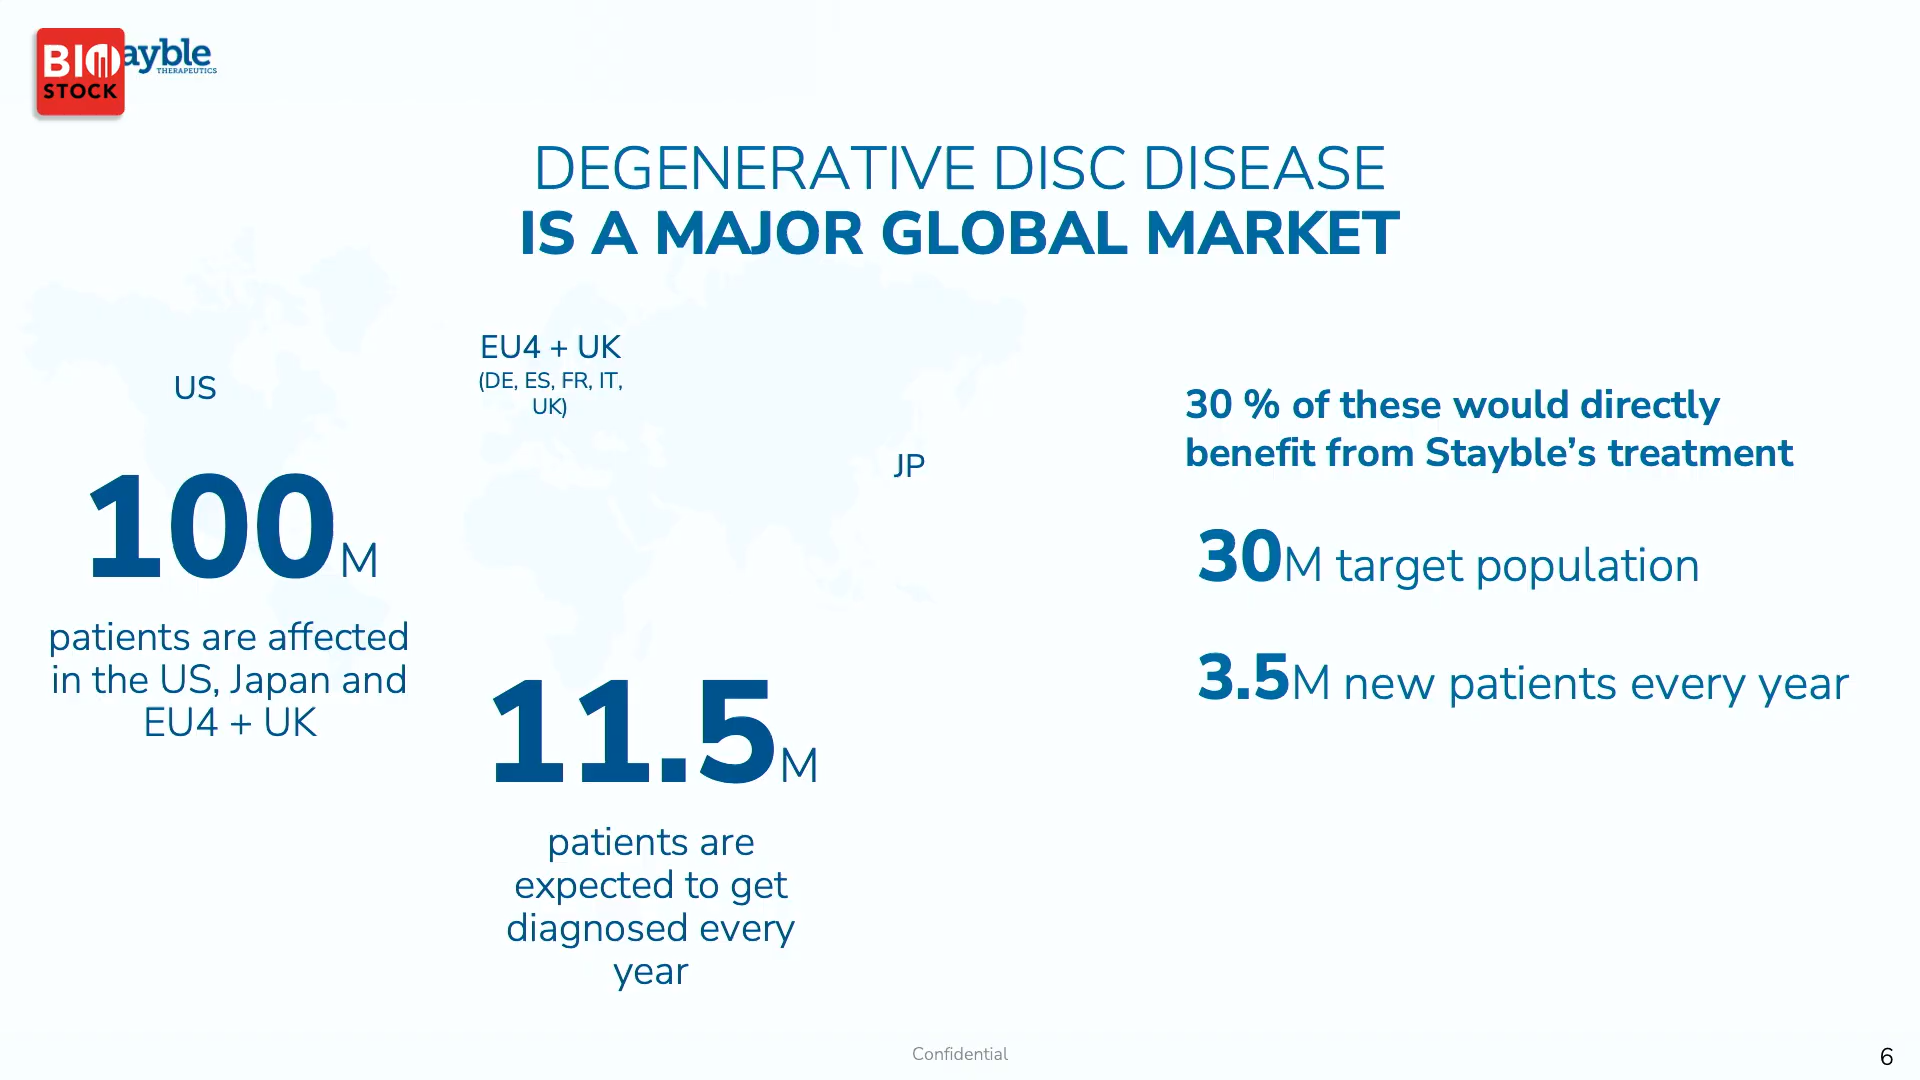 BIO
STOCK
ayble
THERAPEUTICS
DEGENERATIVE DISC DISEASE
IS A MAJOR GLOBAL MARKET
US
EU4 + UK
(DE, ES, FR, IT,
UK)
JP
100M
patients are affected
in the US, Japan and
EU4 + UK
11.5M
patients are
expected to get
diagnosed every
year
30 % of these would directly
benefit from Stayble’s treatment
30M target population
3.5M new patients every year
Confidential
6